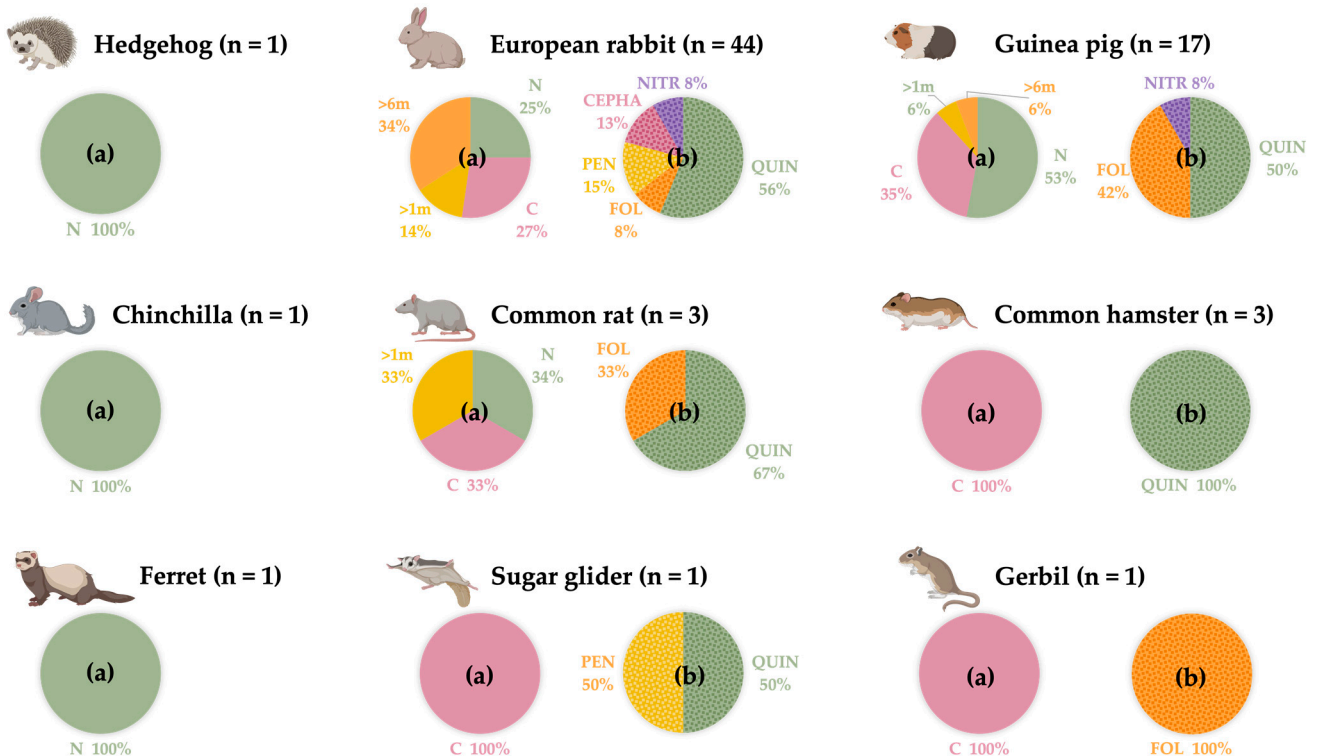 Hedgehog (n = 1)
(a)
N 100%
European rabbit (n = 44)
>6m
34%
N
25%
(a)
>1m
14%
C
27%
NITR 8%
CEPHA
13%
(b)
PEN
15%
QUIN
56%
FOL
8%
Guinea pig (n = 17)
>1m
6%
>6m
6%
(a)
C
35%
N
53%
NITR 8%
(b)
FOL
42%
QUIN
50%
Chinchilla (n = 1)
(a)
N 100%
Common rat (n = 3)
>1m
33%
N
34%
(a)
C 33%
FOL
33%
(b)
QUIN
67%
Common hamster (n = 3)
(a)
C 100%
(b)
QUIN 100%
Ferret (n = 1)
(a)
N 100%
Sugar glider (n = 1)
(a)
C 100%
PEN
50%
(b)
QUIN
50%
Gerbil (n = 1)
(a)
C 100%
(b)
FOL 100%